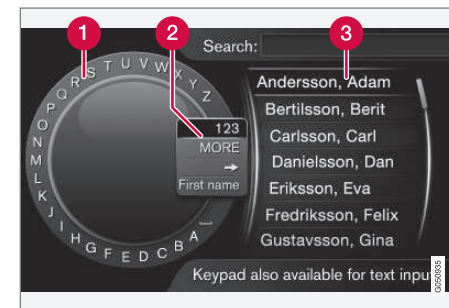 1
2
3
Search:
A B C D E F G H I J K L M N O P Q R S T U V W X Y Z
123
MORE
→
First name
Andersson, Adam
Bertilsson, Berit
Carlsson, Carl
Danielsson, Dan
Eriksson, Eva
Fredriksson, Felix
Gustavsson, Gina
Keypad also available for text inpu
G050935